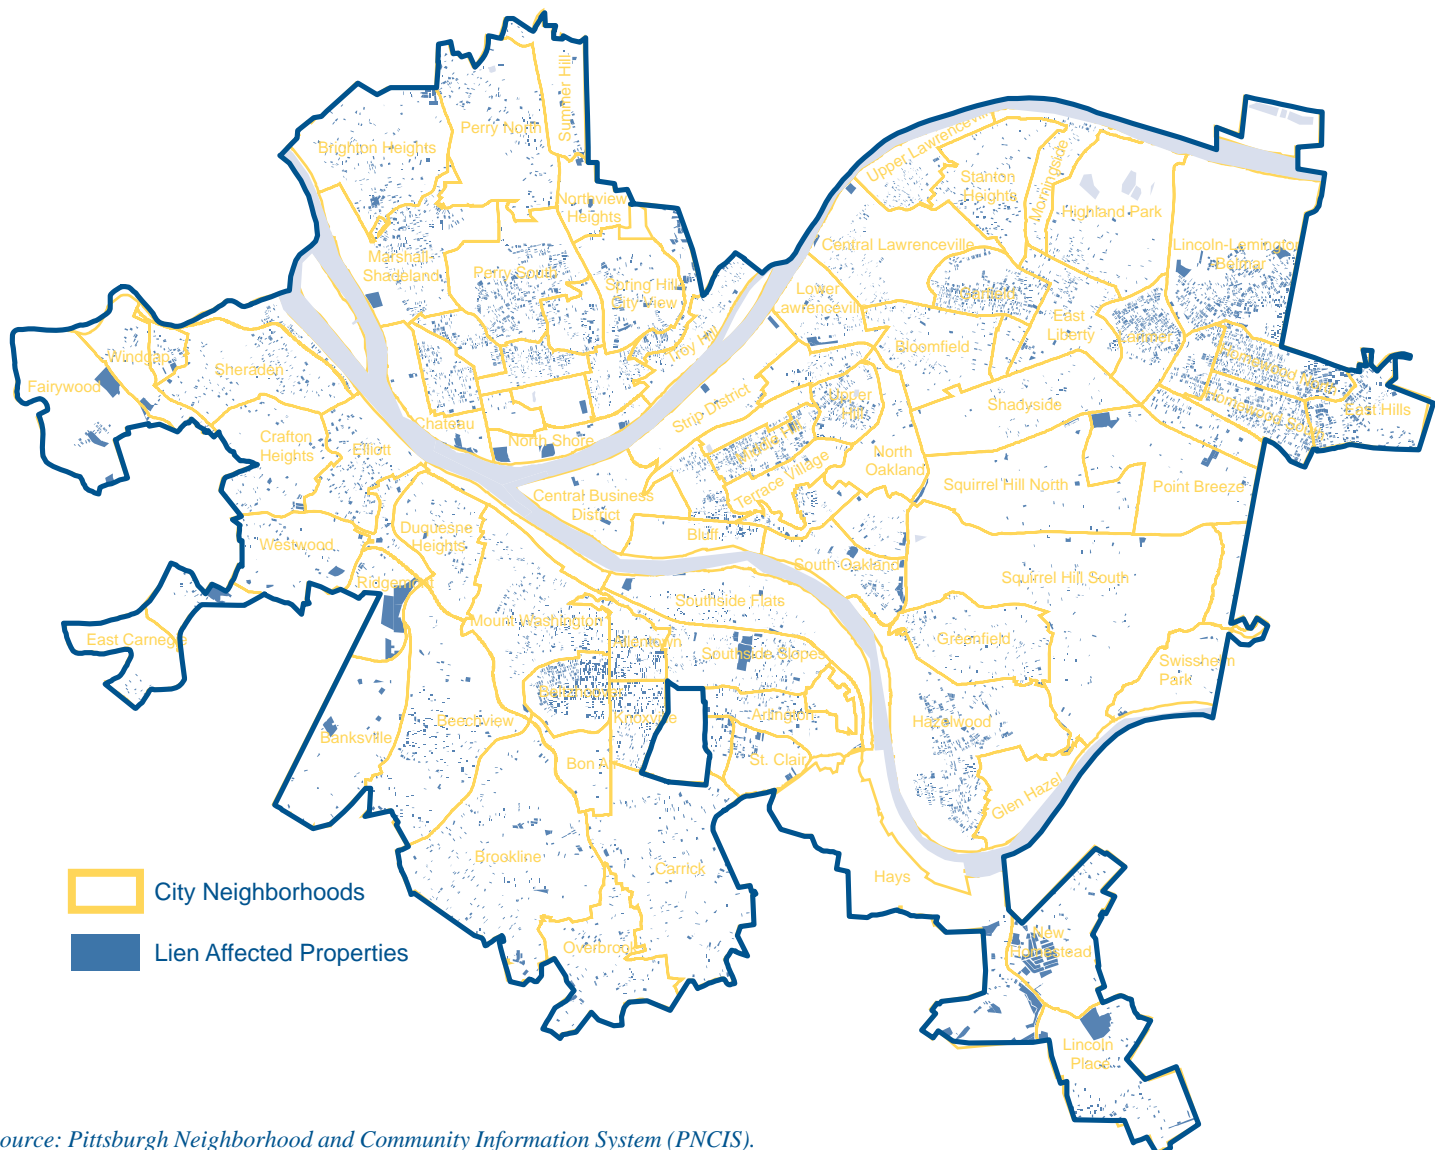 Summer Hill
Perry North
Brighton Heights
Upper Lawrenceville
Stanton
Heights
Morningside
Highland Park
Northview
Heights
Central Lawrenceville
Lincoln-Lemington
Belmar
Marshall-
Shadeland
Perry South
Spring Hill
City View
Lower
Lawrenceville
Garfield
East
Liberty
Larimer
Troy Hill
Bloomfield
Windgap
Fairywood
Sheraden
Homewood North
Homewood South
East Hills
Shadyside
Upper
Hill
Strip District
Chateau
North Shore
Crafton
Heights
Elliott
Middle Hill
Terrace Village
North
Oakland
Squirrel Hill North
Point Breeze
Central Business
District
Bluff
Duquesne
Heights
Westwood
Ridgemont
South Oakland
Squirrel Hill South
Southside Flats
Mount Washington
East Carnegie
Allentown
Southside Slopes
Greenfield
Swisshelm
Park
Beltzhoover
Knoxville
Arlington
Hazelwood
Beechview
Banksville
Bon Air
St. Clair
Glen Hazel
Brookline
Carrick
Hays
City Neighborhoods
Overbrook
New
Homestead
Lien Affected Properties
Lincoln
Place
ource: Pittsburgh Neighborhood and Community Information System (PNCIS).